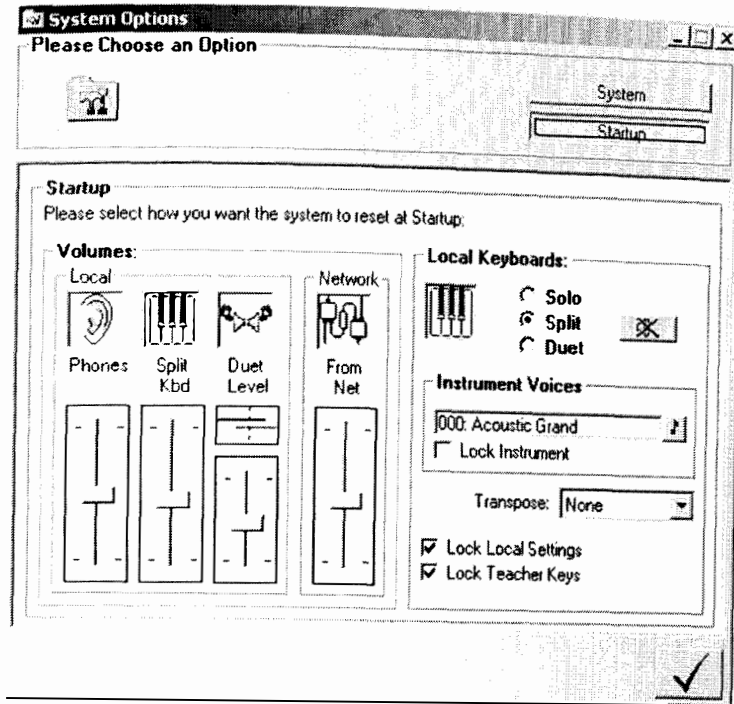 System Options
Please Choose an Option
System
Startup
Startup
Please select how you want the system to reset at Startup:
Volumes:
Local
Network
Phones
Split
Kbd
Duet
Level
From
Net
Local Keyboards:
Solo
Split
Duet
Instrument Voices
000: Acoustic Grand
Lock Instrument
Transpose: None
Lock Local Settings
Lock Teacher Keys